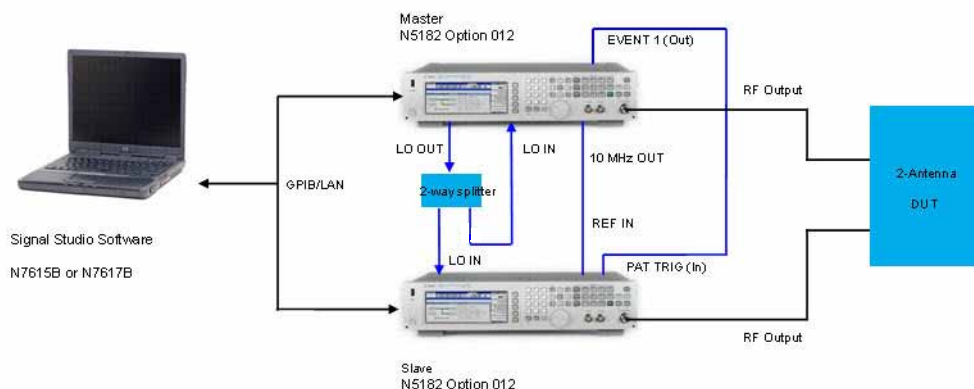 Master
N5182 Option 012
EVENT 1 (Out)
RF Output
LO OUT
LO IN
10 MHz OUT
GPIB/LAN
2-way splitter
2-Antenna
DUT
REF IN
Signal Studio Software
N7615B or N7617B
LO IN
PAT TRIG (In)
RF Output
Slave
N5182 Option 012